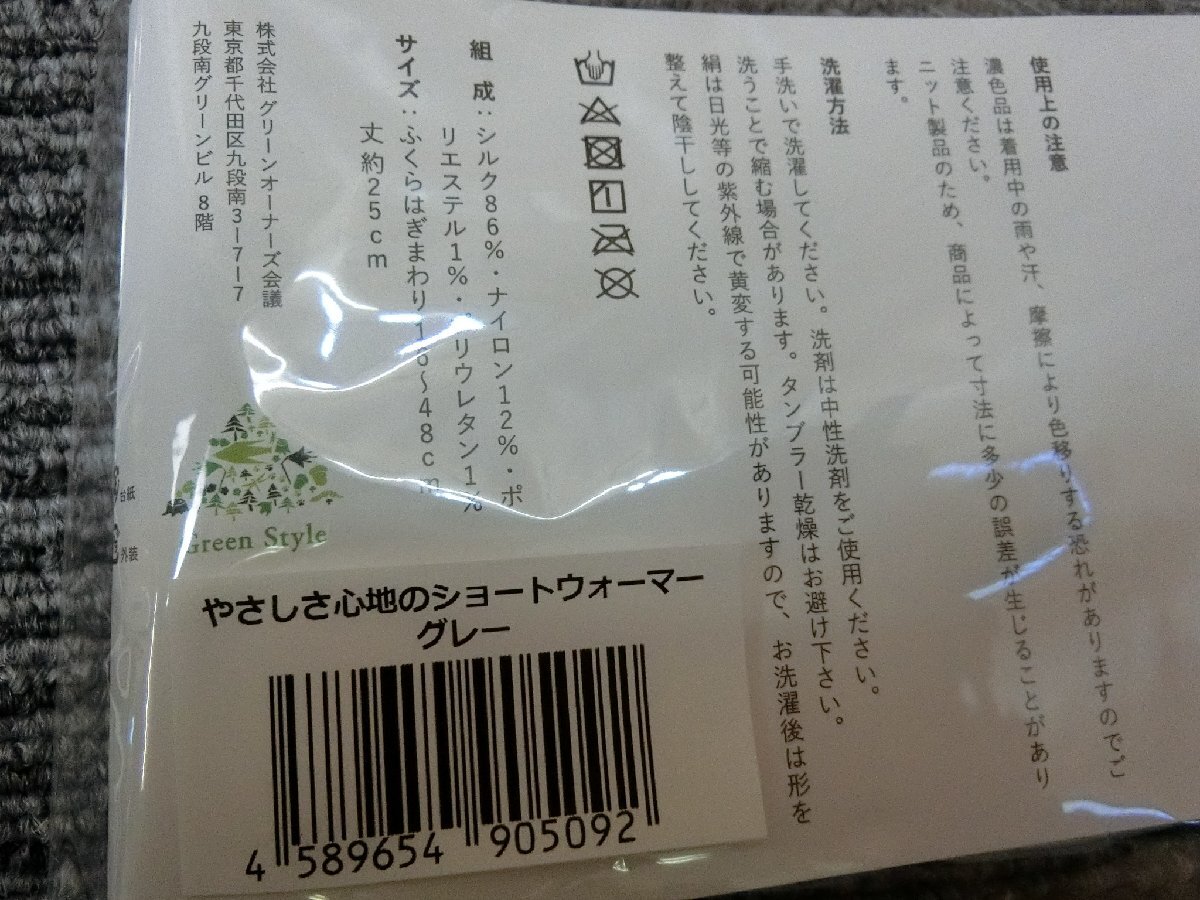 使用上の注意
濃色品は着用中の雨や汗、摩擦により色移りする恐れがありますのでご
注意ください。
ニット製品のため、商品によって寸法に多少の誤差が生じることがあり
ます。
洗濯方法
手洗いで洗濯してください。洗剤は中性洗剤をご使用ください。
洗うことで縮む場合があります。タンブラー乾燥はお避け下さい。
絹は日光等の紫外線で黄変する可能性がありますので、お洗濯後は形を
整えて陰干ししてください。
組 成:シルク86%・ナイロン12%・ポ
リエステル1%・ポリウレタン1%
サイズ:ふくらはぎまわり18〜48cm
丈約25cm
株式会社 グリーンオーナーズ会議
東京都千代田区九段南3-7-7
九段南グリーンビル 8階
Green Style
台紙
外装
やさしさ心地のショートウォーマー
グレー
4 589654 905092